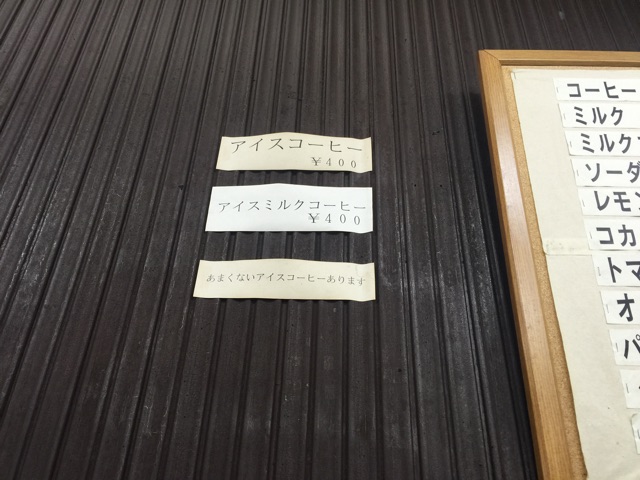 アイスコーヒー
¥400
アイスミルクコーヒー
¥400
あまくないアイスコーヒーあります
コーヒー
ミルク
ミルク
ソーダ
レモン
コカ
トマ
オ
パ